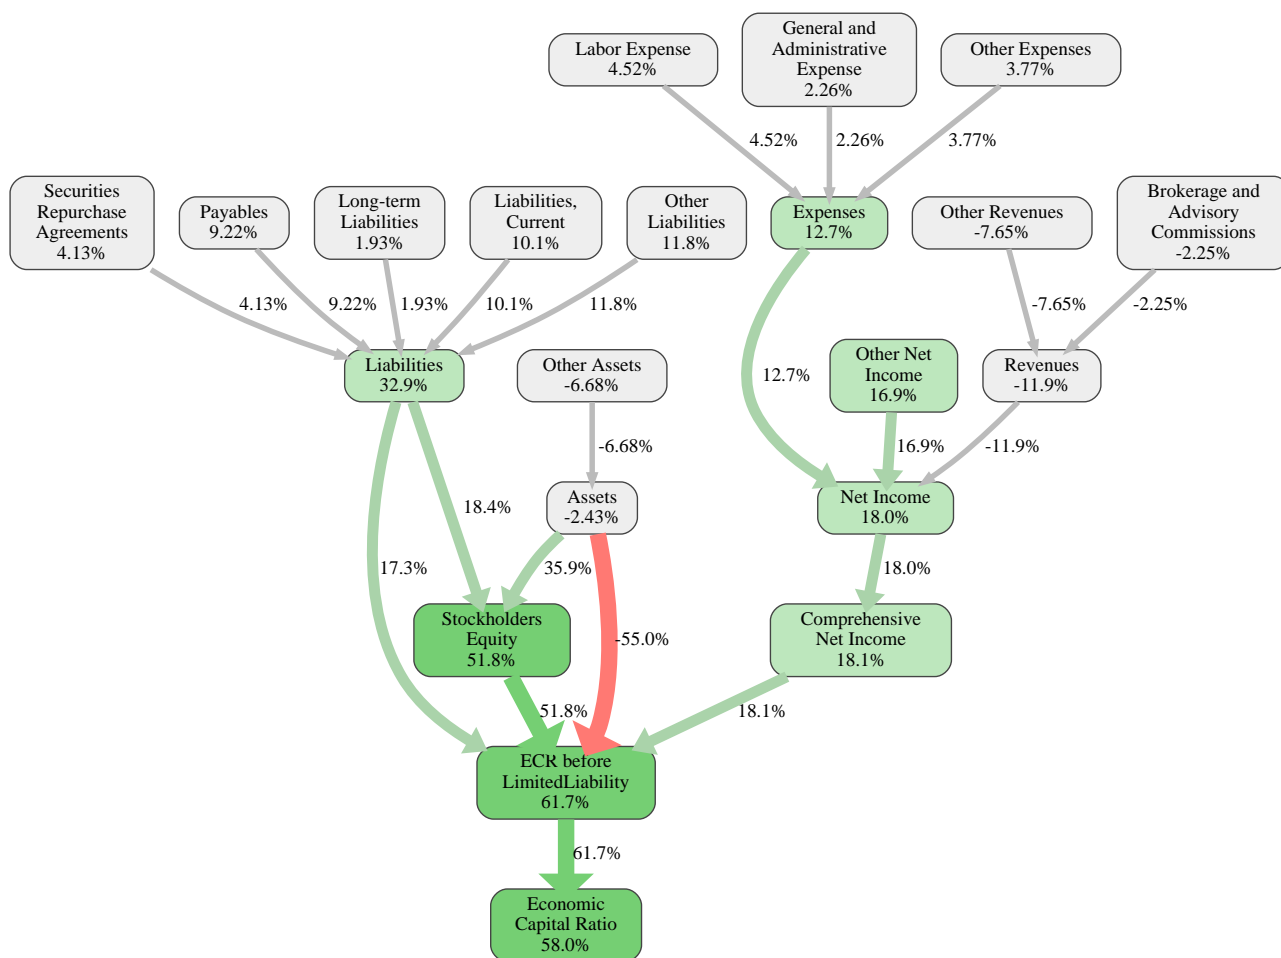 General and
Administrative
Expense
2.26%
Labor Expense
4.52%
Other Expenses
3.77%
4.52%
2.26%
3.77%
Securities
Repurchase
Agreements
4.13%
Payables
9.22%
Long-term
Liabilities
1.93%
Liabilities,
Current
10.1%
Other
Liabilities
11.8%
Expenses
12.7%
Other Revenues
-7.65%
Brokerage and
Advisory
Commissions
-2.25%
4.13%
9.22%
1.93%
10.1%
11.8%
-7.65%
-2.25%
Liabilities
32.9%
Other Assets
-6.68%
12.7%
Other Net
Income
16.9%
Revenues
-11.9%
-6.68%
16.9%
-11.9%
18.4%
Assets
-2.43%
Net Income
18.0%
17.3%
35.9%
18.0%
Stockholders
Equity
51.8%
-55.0%
Comprehensive
Net Income
18.1%
51.8%
18.1%
ECR before
LimitedLiability
61.7%
61.7%
Economic
Capital Ratio
58.0%